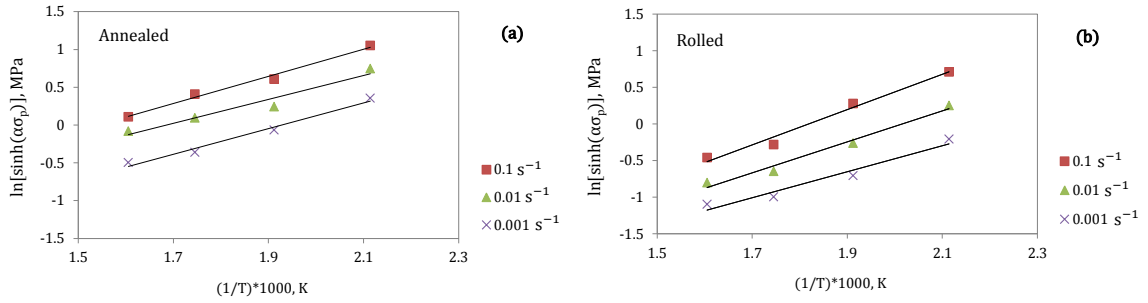 Annealed
(a)
1.5
1
0.5
0
-0.5
-1
-1.5
1.5
1.7
1.9
2.1
2.3
ln[sinh(ασₚ)], MPa
(1/T)*1000, K
0.1 s⁻¹
0.01 s⁻¹
0.001 s⁻¹
Rolled
(b)
1.5
1
0.5
0
-0.5
-1
-1.5
1.5
1.7
1.9
2.1
2.3
ln[sinh(ασₚ)], MPa
(1/T)*1000, K
0.1 s⁻¹
0.01 s⁻¹
0.001 s⁻¹